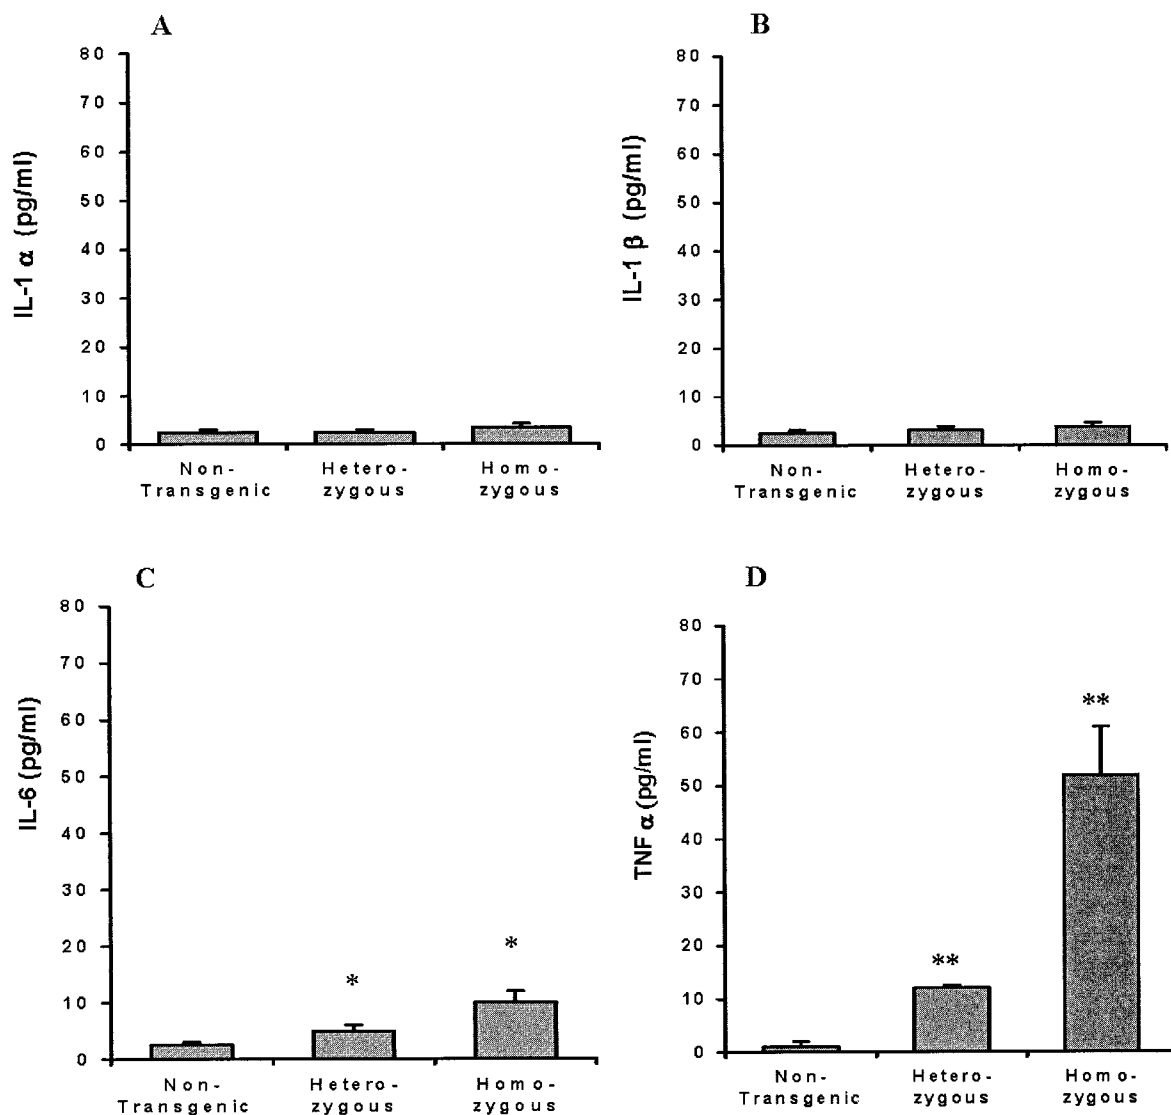 A
80
70
60
50
40
30
20
10
0
IL-1 α (pg/ml)
Non-
Transgenic
Hetero-
zygous
Homo-
zygous
B
80
70
60
50
40
30
20
10
0
IL-1 β (pg/ml)
Non-
Transgenic
Hetero-
zygous
Homo-
zygous
C
80
70
60
50
40
30
20
10
0
IL-6 (pg/ml)
*
*
Non-
Transgenic
Hetero-
zygous
Homo-
zygous
D
80
70
60
50
40
30
20
10
0
TNF α (pg/ml)
**
**
Non-
Transgenic
Hetero-
zygous
Homo-
zygous